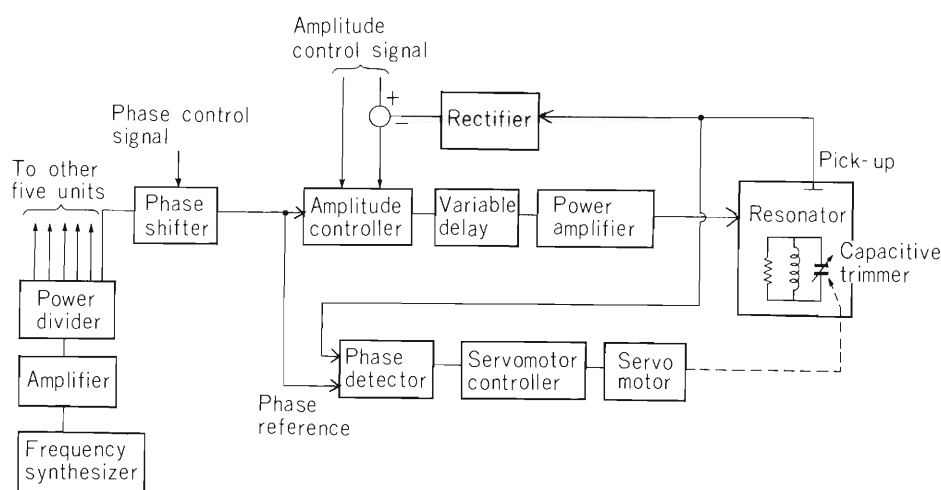 Amplitude
control signal
+
−
Rectifier
Phase control
signal
Pick-up
To other
five units
Phase
shifter
Amplitude
controller
Variable
delay
Power
amplifier
Resonator
Capacitive
trimmer
Power
divider
Phase
detector
Servomotor
controller
Servo
motor
Amplifier
Phase
reference
Frequency
synthesizer